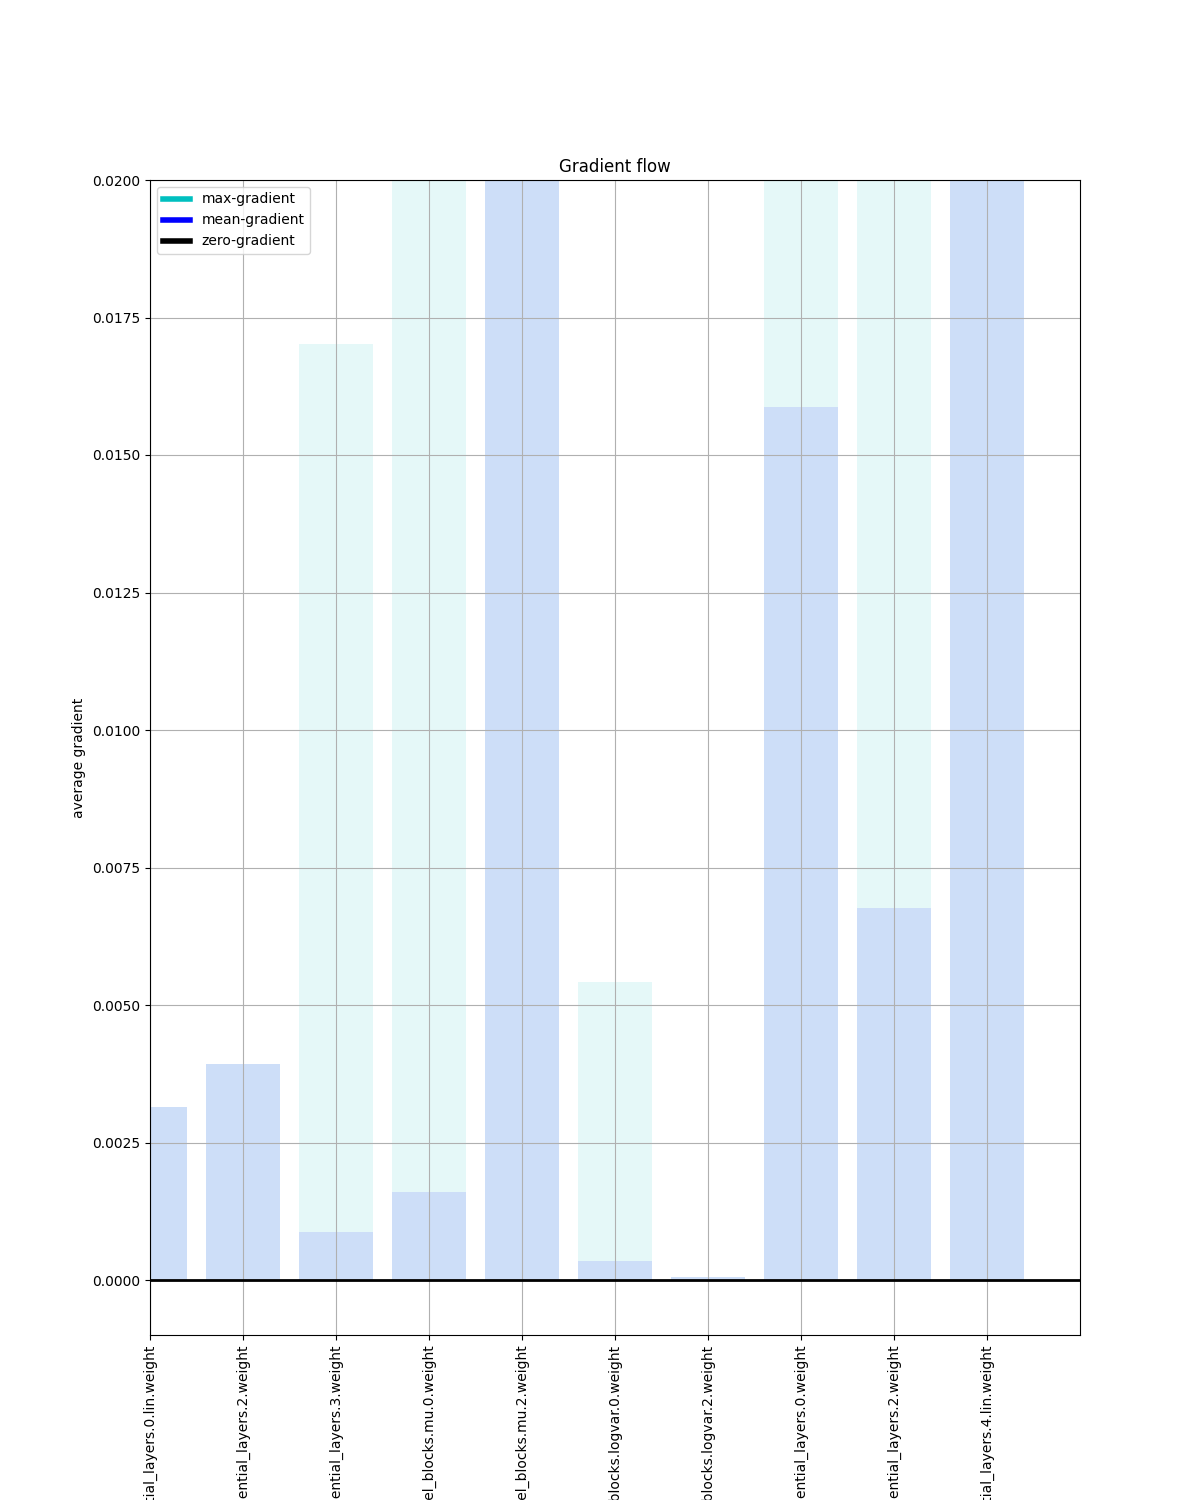 Gradient flow
max-gradient
mean-gradient
zero-gradient
average gradient
0.0200
0.0175
0.0150
0.0125
0.0100
0.0075
0.0050
0.0025
0.0000
tial_layers.0.lin.weight
ential_layers.2.weight
ential_layers.3.weight
el_blocks.mu.0.weight
el_blocks.mu.2.weight
blocks.logvar.0.weight
blocks.logvar.2.weight
ential_layers.0.weight
ential_layers.2.weight
tial_layers.4.lin.weight